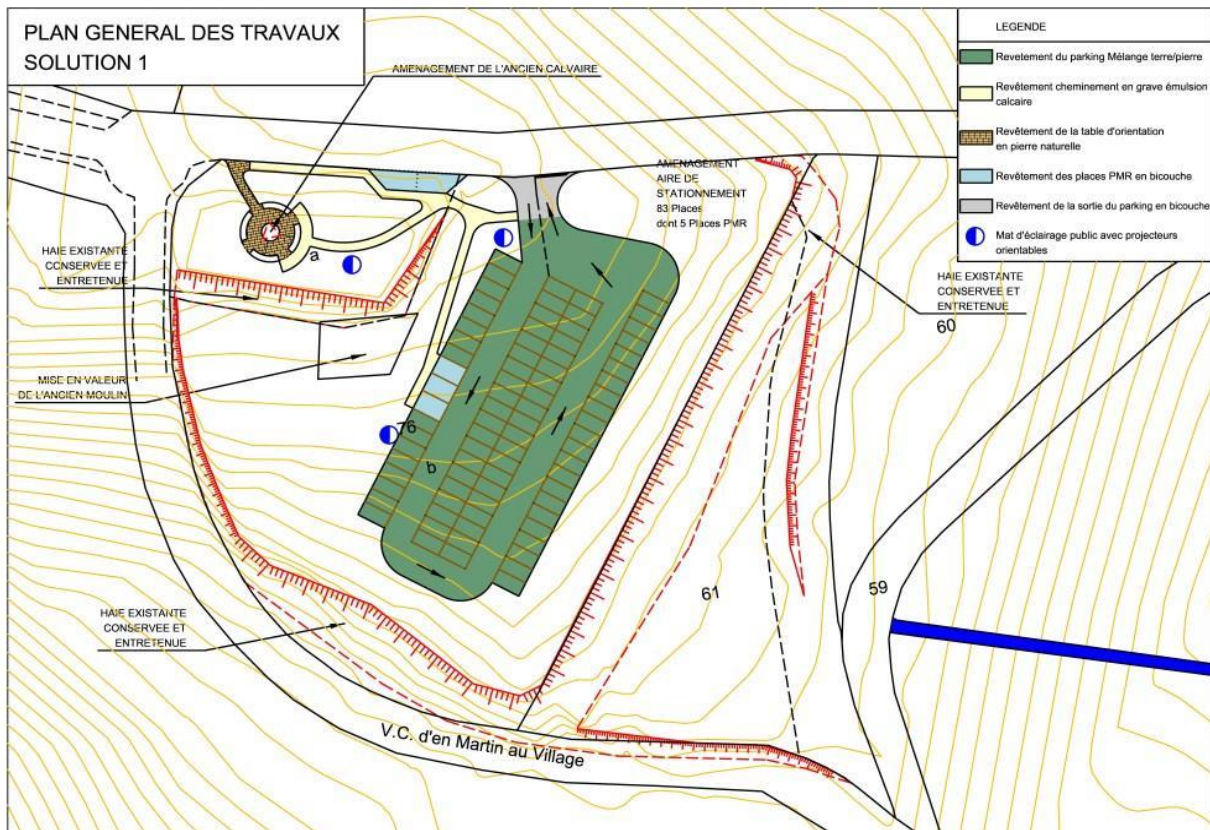 PLAN GENERAL DES TRAVAUX
SOLUTION 1
AMENAGEMENT DE L'ANCIEN CALVAIRE
AMENAGEMENT
AIRE DE
STATIONNEMENT
83 Places
dont 5 Places PMR
HAIE EXISTANTE
CONSERVEE ET
ENTRETENUE
a
MISE EN VALEUR
DE L'ANCIEN MOULIN
76
b
HAIE EXISTANTE
CONSERVEE ET
ENTRETENUE
60
61
59
HAIE EXISTANTE
CONSERVEE ET
ENTRETENUE
V.C. d'en Martin au Village
LEGENDE
Revetement du parking Mélange terre/pierre
Revêtement cheminement en grave émulsion
calcaire
Revêtement de la table d'orientation
en pierre naturelle
Revêtement des places PMR en bicouche
Revêtement de la sortie du parking en bicouche
Mat d'éclairage public avec projecteurs
orientables